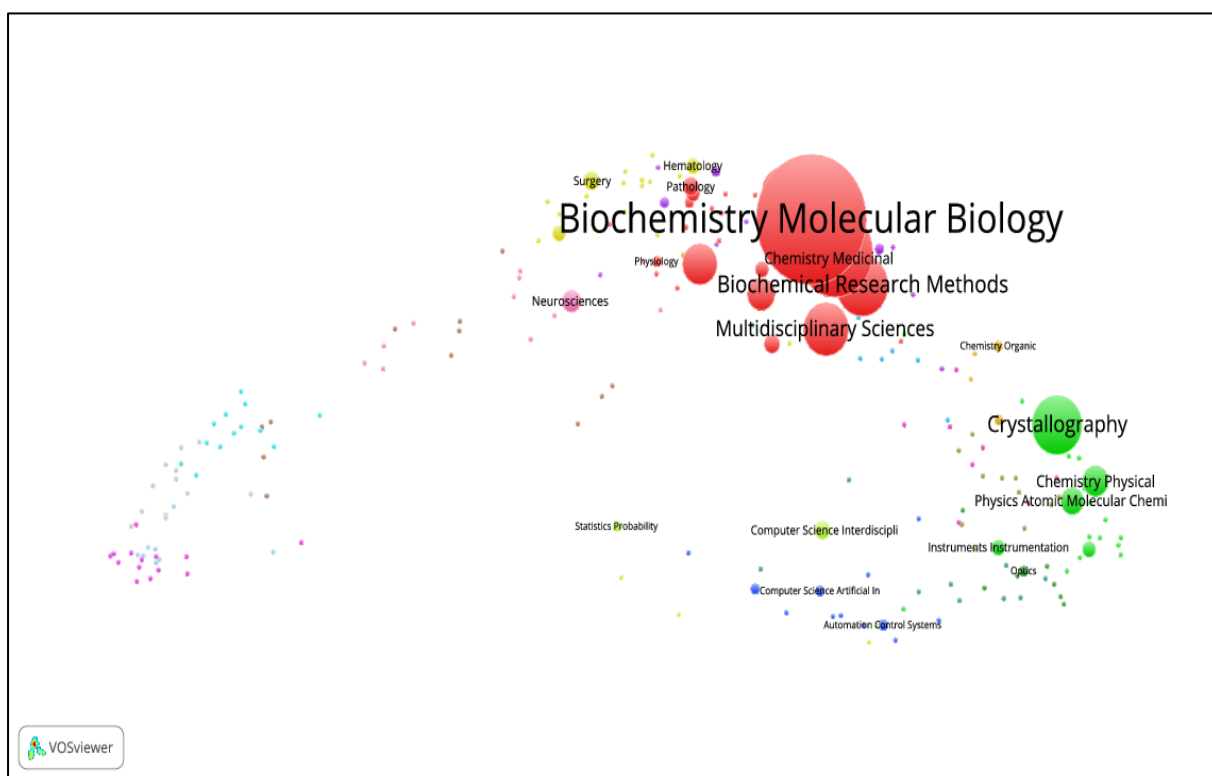 Hematology
Surgery
Pathology
Biochemistry Molecular Biology
Physiology
Chemistry Medicinal
Biochemical Research Methods
Neurosciences
Multidisciplinary Sciences
Chemistry Organic
Crystallography
Chemistry Physical
Physics Atomic Molecular Chemi
Statistics Probability
Computer Science Interdiscipli
Instruments Instrumentation
Optics
Computer Science Artificial In
Automation Control Systems
VOSviewer